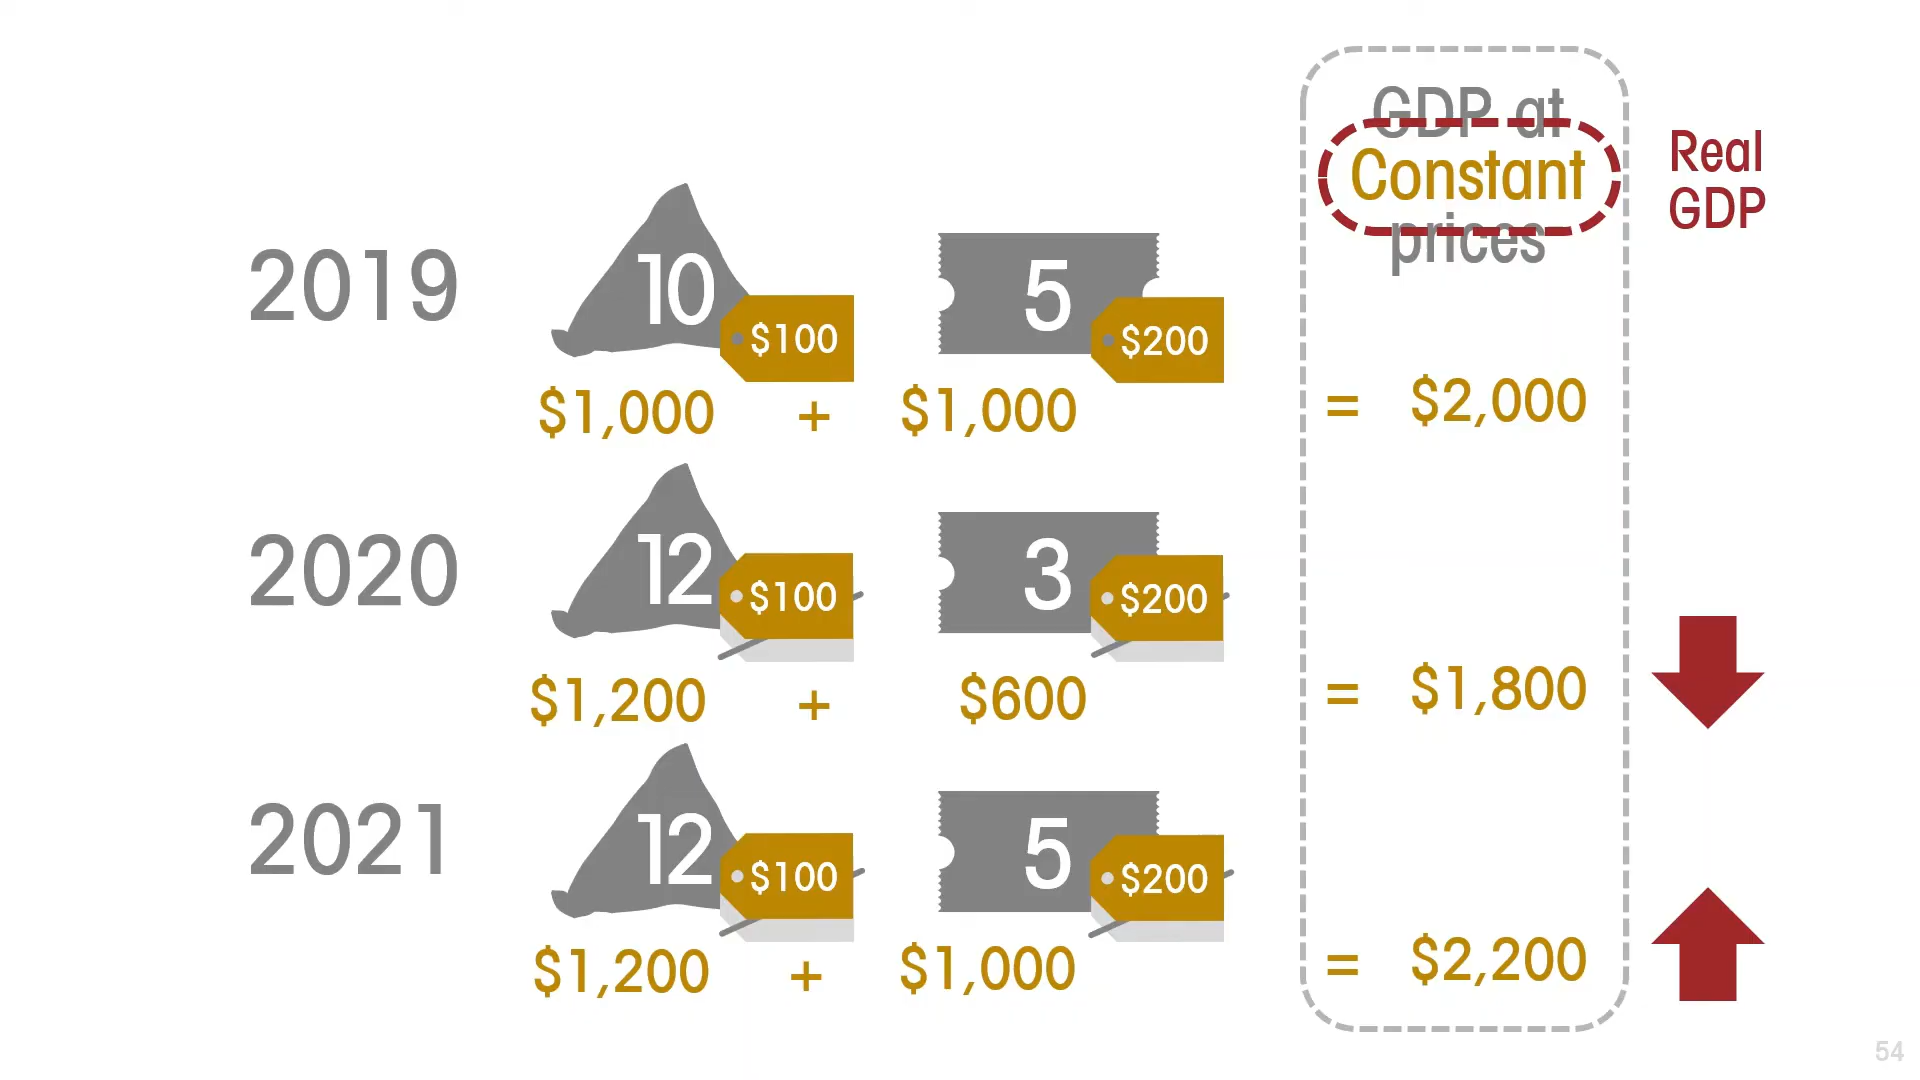 GDP at
Constant
prices
Real
GDP
2019
10
$100
5
$200
$1,000 + $1,000 = $2,000
2020
12
$100
3
$200
$1,200 + $600 = $1,800
2021
12
$100
5
$200
$1,200 + $1,000 = $2,200
54